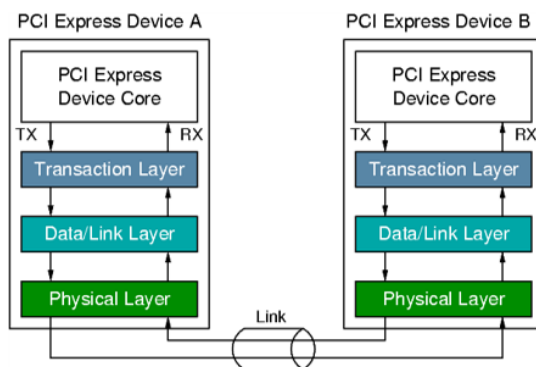 PCI Express Device A
PCI Express
Device Core
TX
RX
Transaction Layer
Data/Link Layer
Physical Layer
Link
PCI Express Device B
PCI Express
Device Core
TX
RX
Transaction Layer
Data/Link Layer
Physical Layer